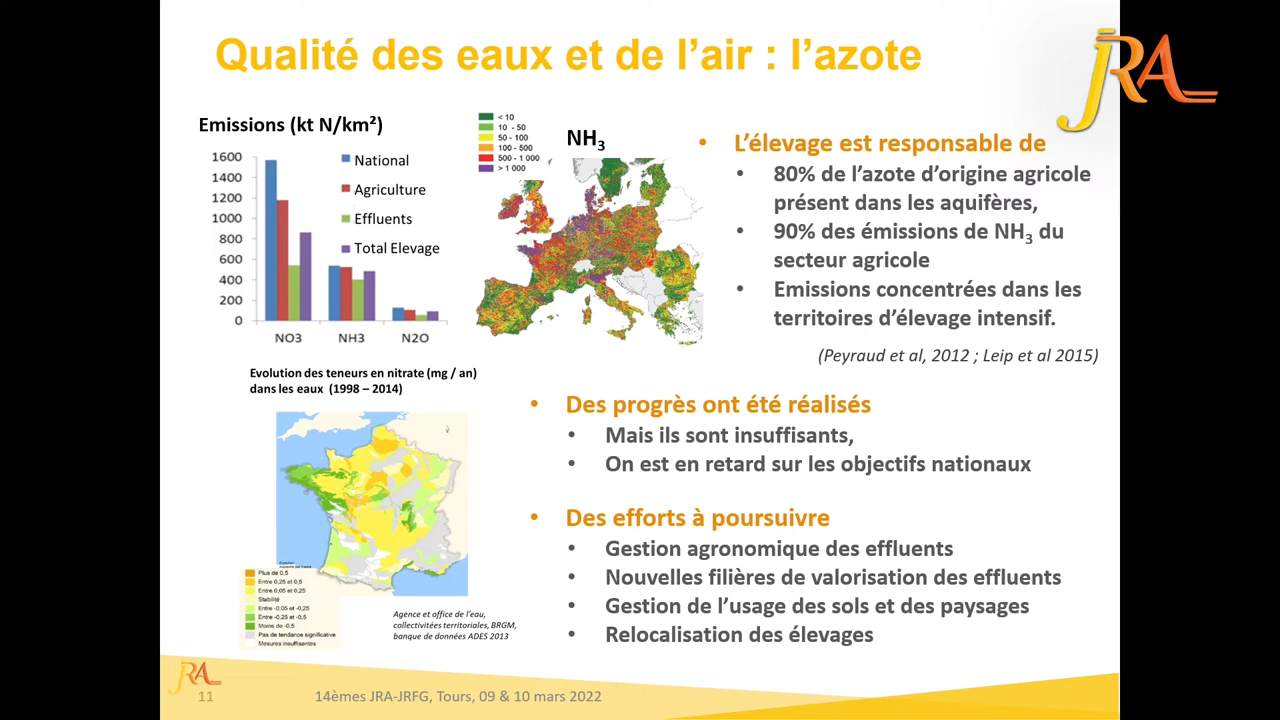 Qualité des eaux et de l’air : l’azote
JRA
Emissions (kt N/km²)
1600
1400
1200
1000
800
600
400
200
0
National
Agriculture
Effluents
Total Elevage
NO3 NH3 N2O
< 10
10 - 50
50 - 100
100 - 500
500 - 1 000
> 1 000
NH₃
• L’élevage est responsable de
• 80% de l’azote d’origine agricole
présent dans les aquifères,
• 90% des émissions de NH₃ du
secteur agricole
• Emissions concentrées dans les
territoires d’élevage intensif.
(Peyraud et al, 2012 ; Leip et al 2015)
Evolution des teneurs en nitrate (mg / an)
dans les eaux (1998 – 2014)
Plus de 0,5
Entre 0,25 et 0,5
Entre 0,05 et 0,25
Stabilité
Entre -0,05 et -0,25
Entre -0,25 et -0,5
Moins de -0,5
Pas de tendance significative
Mesures insuffisantes
Agence et office de l’eau,
collectivitées territoriales, BRGM,
banque de données ADES 2013
• Des progrès ont été réalisés
• Mais ils sont insuffisants,
• On est en retard sur les objectifs nationaux
• Des efforts à poursuivre
• Gestion agronomique des effluents
• Nouvelles filières de valorisation des effluents
• Gestion de l’usage des sols et des paysages
• Relocalisation des élevages
JRA
11
14èmes JRA-JRFG, Tours, 09 & 10 mars 2022